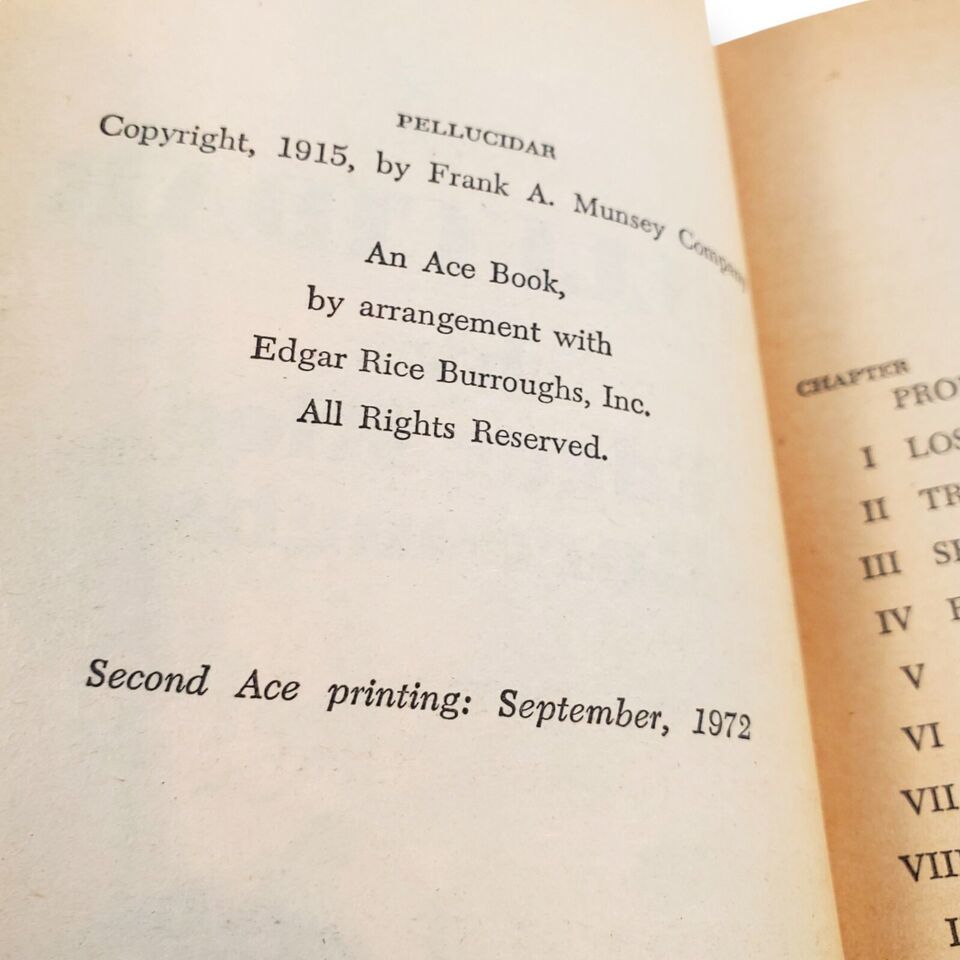 PELLUCIDAR
Copyright, 1915, by Frank A. Munsey Company
An Ace Book,
by arrangement with
Edgar Rice Burroughs, Inc.
All Rights Reserved.
Second Ace printing: September, 1972
CHAPTER
I
II
III
IV
V
VI
VII